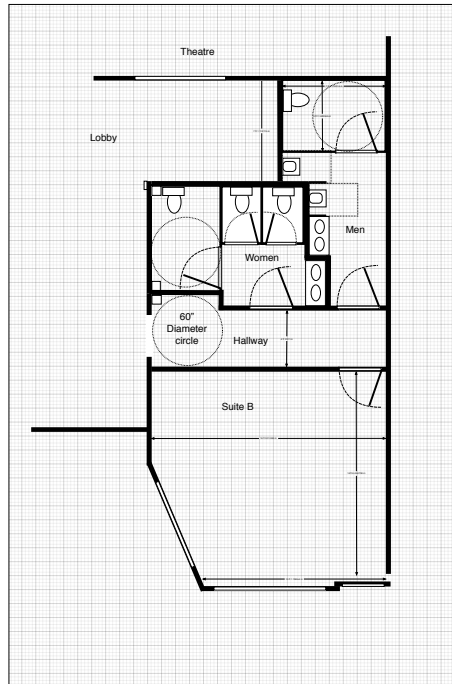 Theatre
Lobby
Men
Women
60"
Diameter
circle
Hallway
Suite B